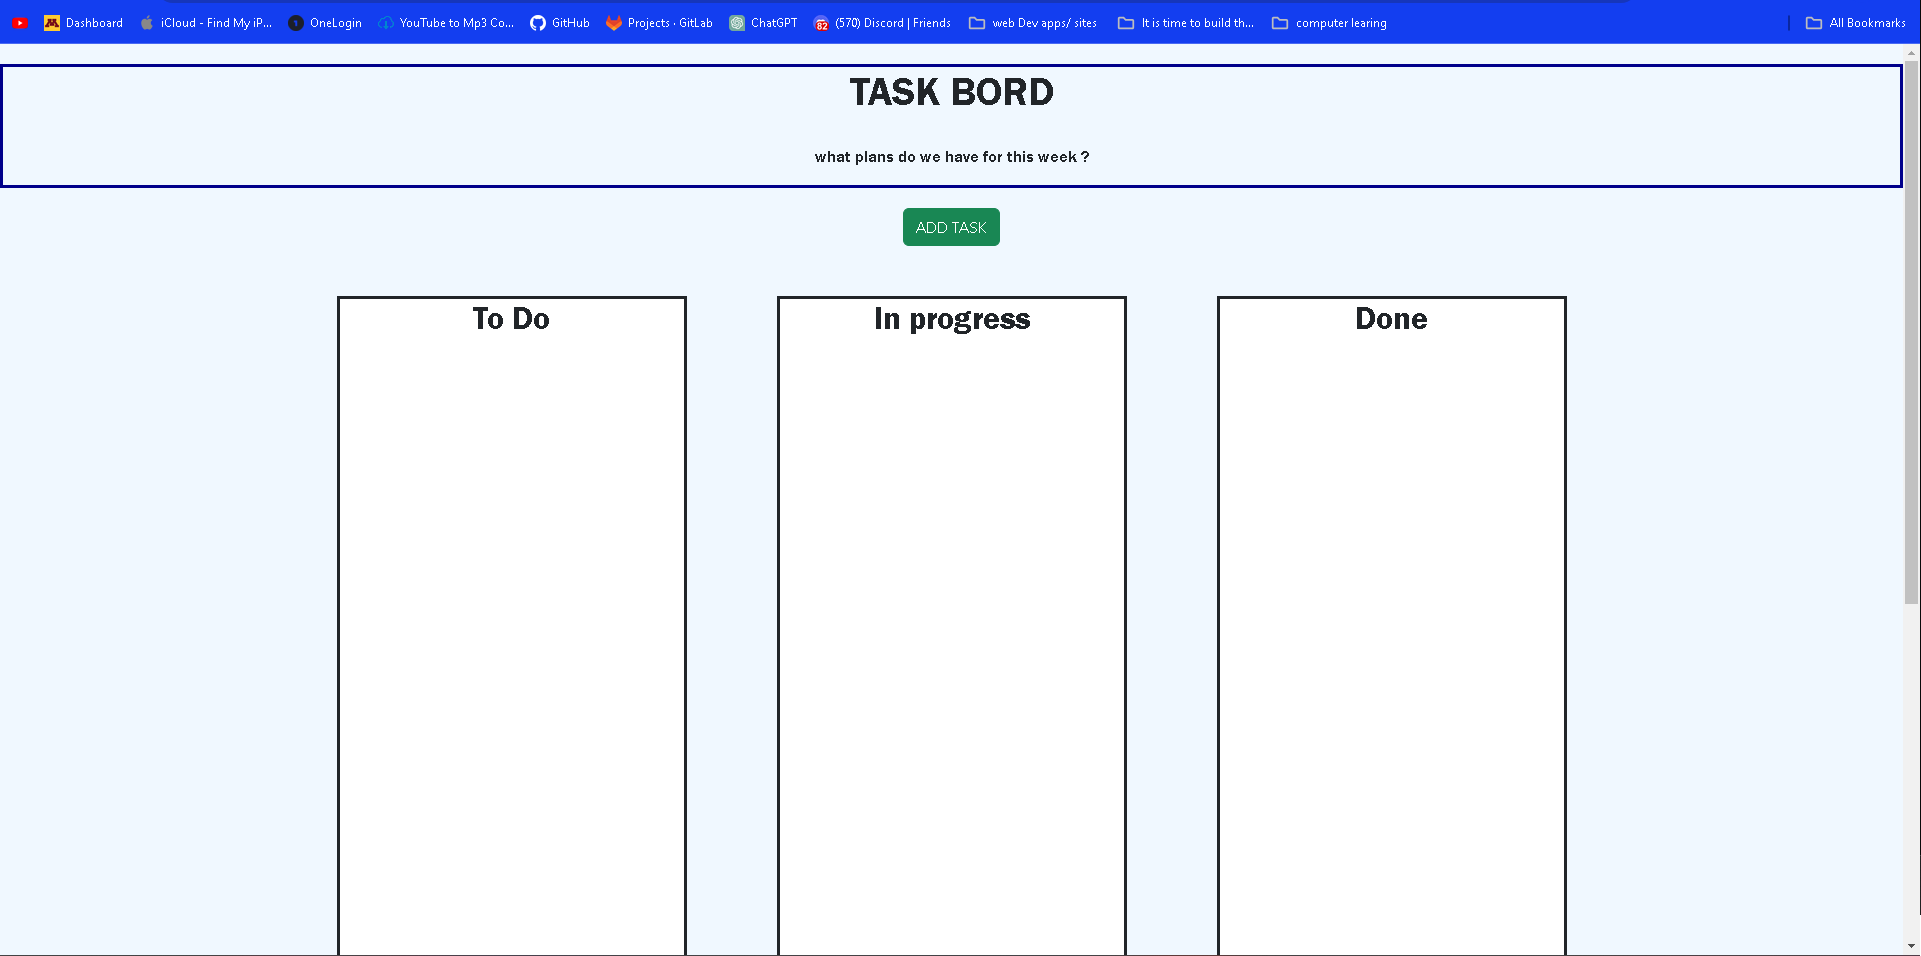 Dashboard iCloud - Find My iP... OneLogin YouTube to Mp3 Co... GitHub Projects · GitLab ChatGPT (570) Discord | Friends web Dev apps/ sites It is time to build th... computer learing All Bookmarks
TASK BORD
what plans do we have for this week ?
ADD TASK
To Do In progress Done